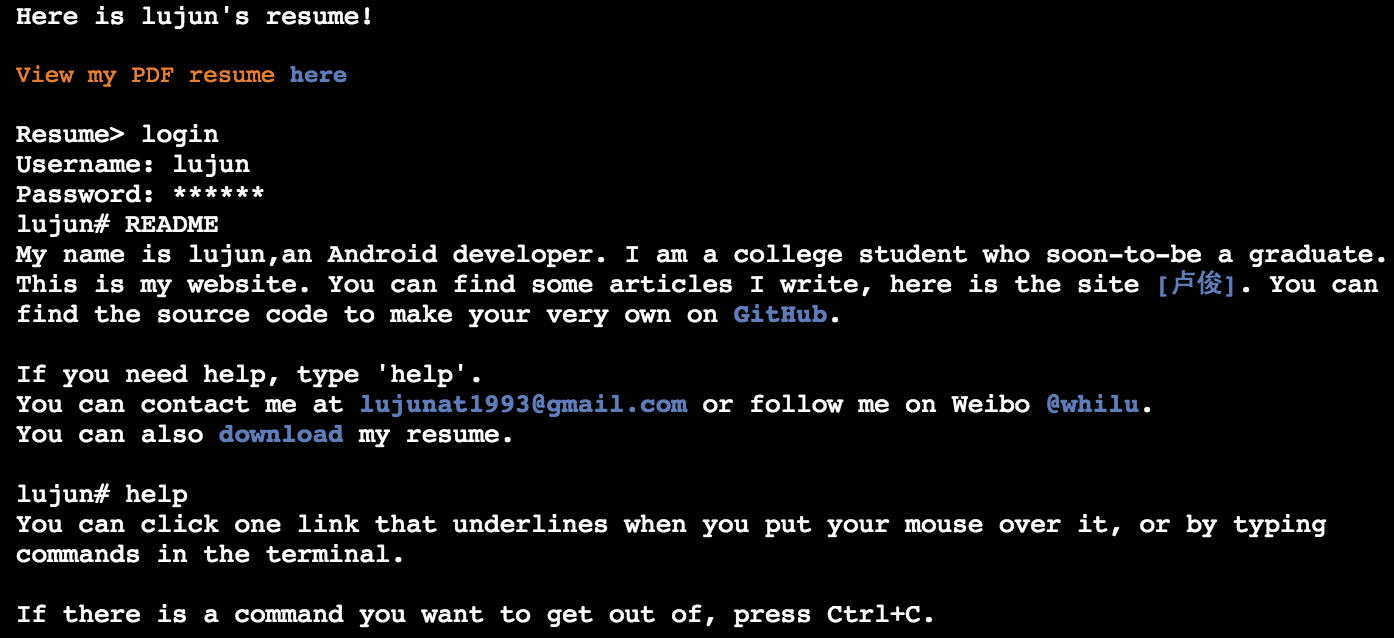 Here is lujun's resume!
View my PDF resume here
Resume> login
Username: lujun
Password: ******
lujun# README
My name is lujun,an Android developer. I am a college student who soon-to-be a graduate.
This is my website. You can find some articles I write, here is the site [卢俊]. You can
find the source code to make your very own on GitHub.
If you need help, type 'help'.
You can contact me at lujunat1993@gmail.com or follow me on Weibo @whilu.
You can also download my resume.
lujun# help
You can click one link that underlines when you put your mouse over it, or by typing
commands in the terminal.
If there is a command you want to get out of, press Ctrl+C.